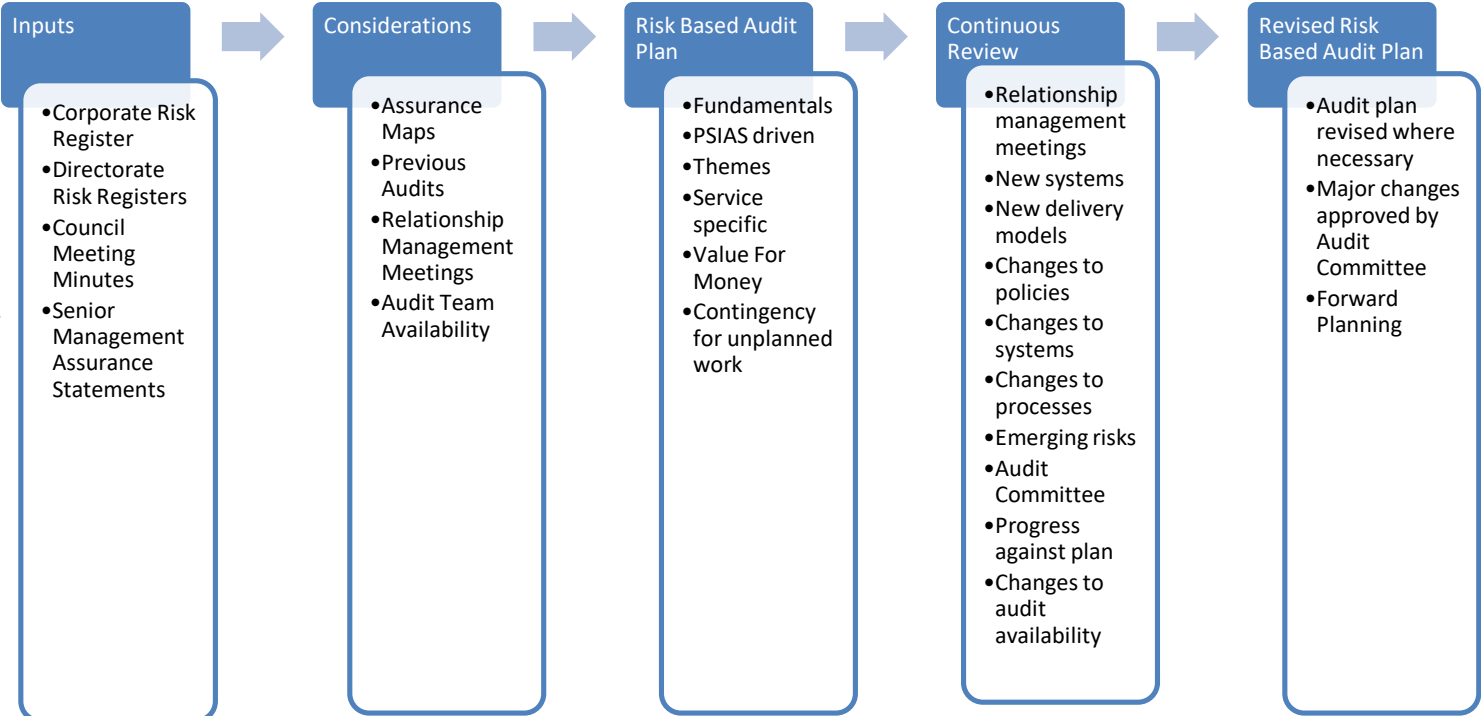 Inputs
•Corporate Risk
Register
•Directorate
Risk Registers
•Council
Meeting
Minutes
•Senior
Management
Assurance
Statements
Considerations
•Assurance
Maps
•Previous
Audits
•Relationship
Management
Meetings
•Audit Team
Availability
Risk Based Audit
Plan
•Fundamentals
•PSIAS driven
•Themes
•Service
specific
•Value For
Money
•Contingency
for unplanned
work
Continuous
Review
•Relationship
management
meetings
•New systems
•New delivery
models
•Changes to
policies
•Changes to
systems
•Changes to
processes
•Emerging risks
•Audit
Committee
•Progress
against plan
•Changes to
audit
availability
Revised Risk
Based Audit Plan
•Audit plan
revised where
necessary
•Major changes
approved by
Audit
Committee
•Forward
Planning